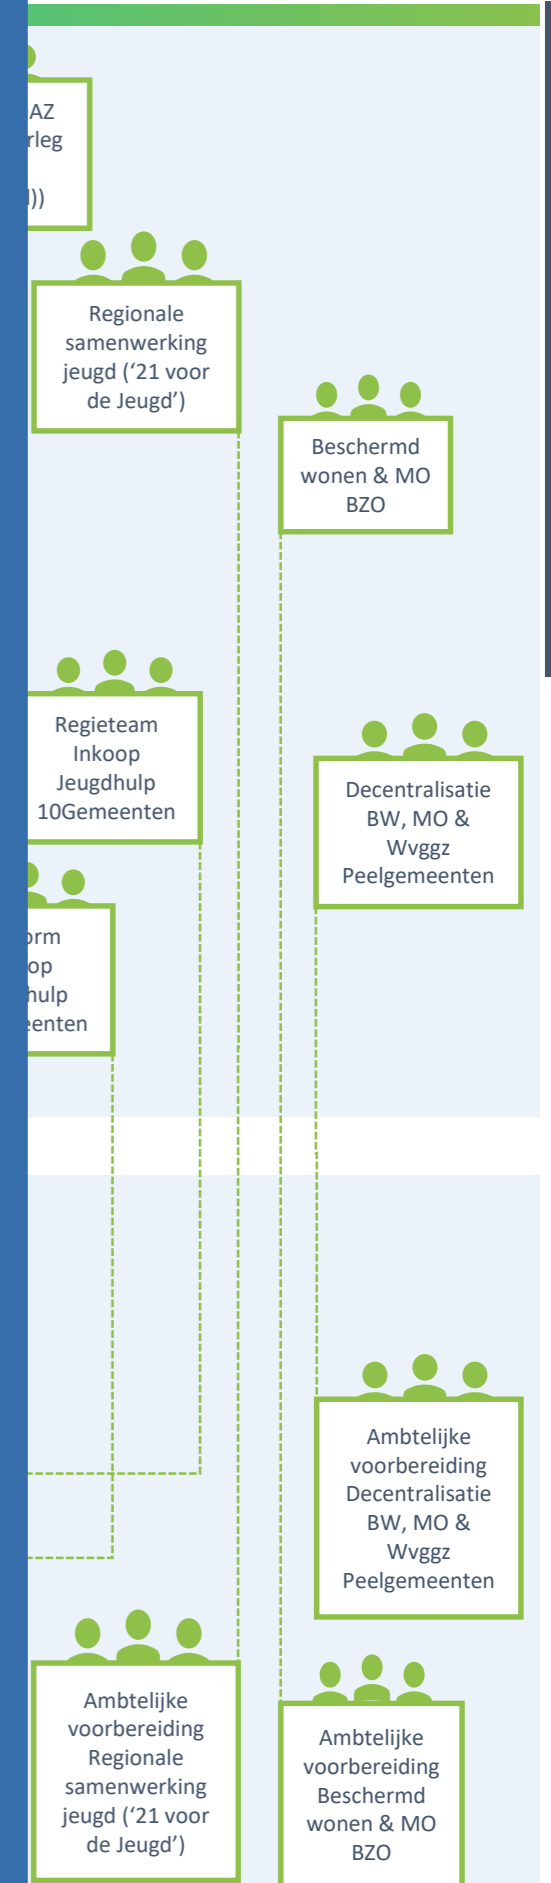 AZ
Regionale
samenwerking
jeugd (‘21 voor
de Jeugd’)
Beschermd
wonen & MO
BZO
Regieteam
Inkoop
Jeugdhulp
10Gemeenten
Decentralisatie
BW, MO &
Wvggz
Peelgemeenten
Ambtelijke
voorbereiding
Decentralisatie
BW, MO &
Wvggz
Peelgemeenten
Ambtelijke
voorbereiding
Regionale
samenwerking
jeugd (‘21 voor
de Jeugd’)
Ambtelijke
voorbereiding
Beschermd
wonen & MO
BZO